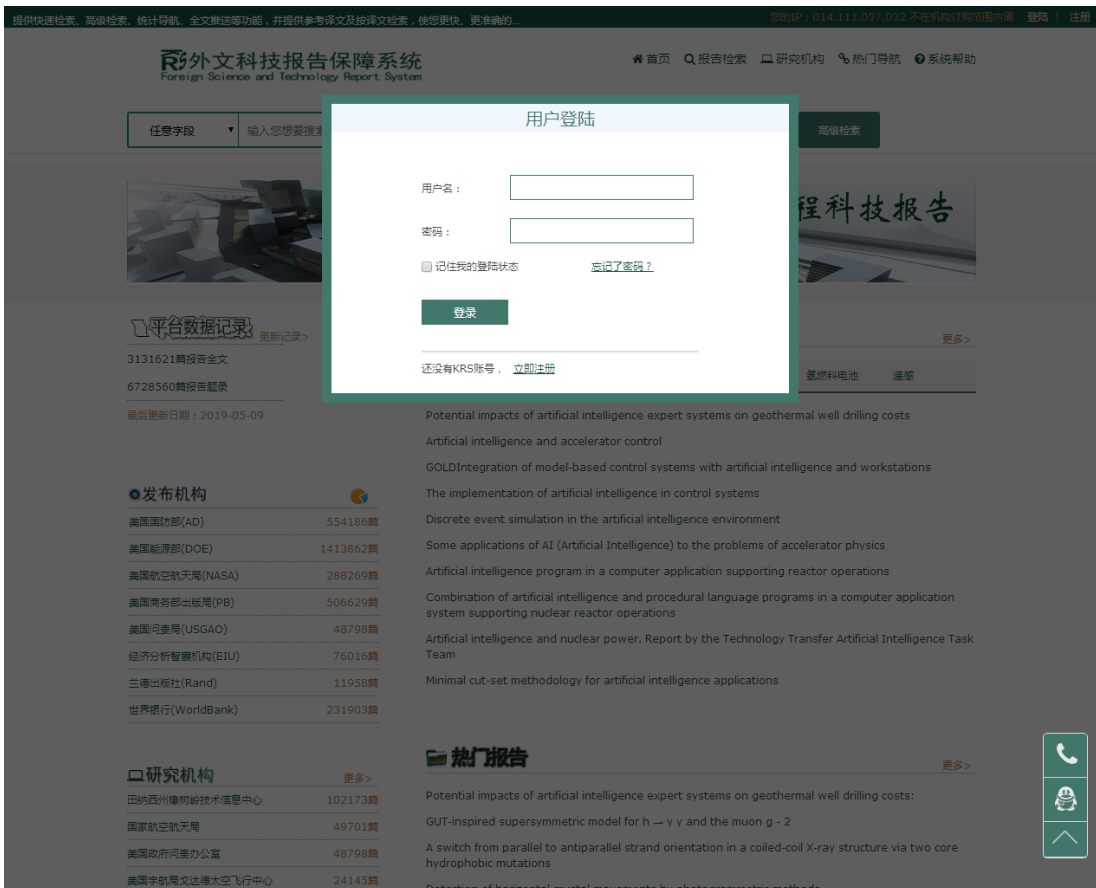 提供快速检索、高级检索、统计导航、全文推送等功能，并提供参考译文及按译文检索，使您更快、更准确的...
您的IP：014.111.057.032 不在机构订购范围内请 登陆 | 注册
外文科技报告保障系统
Foreign Science and Technology Report System
首页 报告检索 研究机构 热门导航 系统帮助
任意字段 输入您想要搜索
高级检索
用户登陆
用户名：
密码：
记住我的登陆状态 忘记了密码？
登录
还没有KRS账号， 立即注册
程科技报告
平台数据记录 更新记录>
3131621篇报告全文
6728560篇报告题录
最后更新日期：2019-05-09
更多>
氢燃料电池 遥感
Potential impacts of artificial intelligence expert systems on geothermal well drilling costs
Artificial intelligence and accelerator control
GOLDIntegration of model-based control systems with artificial intelligence and workstations
The implementation of artificial intelligence in control systems
Discrete event simulation in the artificial intelligence environment
Some applications of AI (Artificial Intelligence) to the problems of accelerator physics
Artificial intelligence program in a computer application supporting reactor operations
Combination of artificial intelligence and procedural language programs in a computer application
system supporting nuclear reactor operations
Artificial intelligence and nuclear power. Report by the Technology Transfer Artificial Intelligence Task
Team
Minimal cut-set methodology for artificial intelligence applications
发布机构
美国国防部(AD) 554186篇
美国能源部(DOE) 1413862篇
美国航空航天局(NASA) 288269篇
美国商务部出版局(PB) 506629篇
美国问责局(USGAO) 48798篇
经济分析智囊机构(EIU) 76016篇
兰德出版社(Rand) 11958篇
世界银行(WorldBank) 231903篇
研究机构 更多>
田纳西州橡树岭技术信息中心 102173篇
国家航空航天局 49701篇
美国政府问责办公室 48798篇
美国宇航局戈达德太空飞行中心 24145篇
热门报告 更多>
Potential impacts of artificial intelligence expert systems on geothermal well drilling costs:
GUT-inspired supersymmetric model for h → γ γ and the muon g - 2
A switch from parallel to antiparallel strand orientation in a coiled-coil X-ray structure via two core
hydrophobic mutations
Detection of horizontal crustal movements by photogrammetric methods